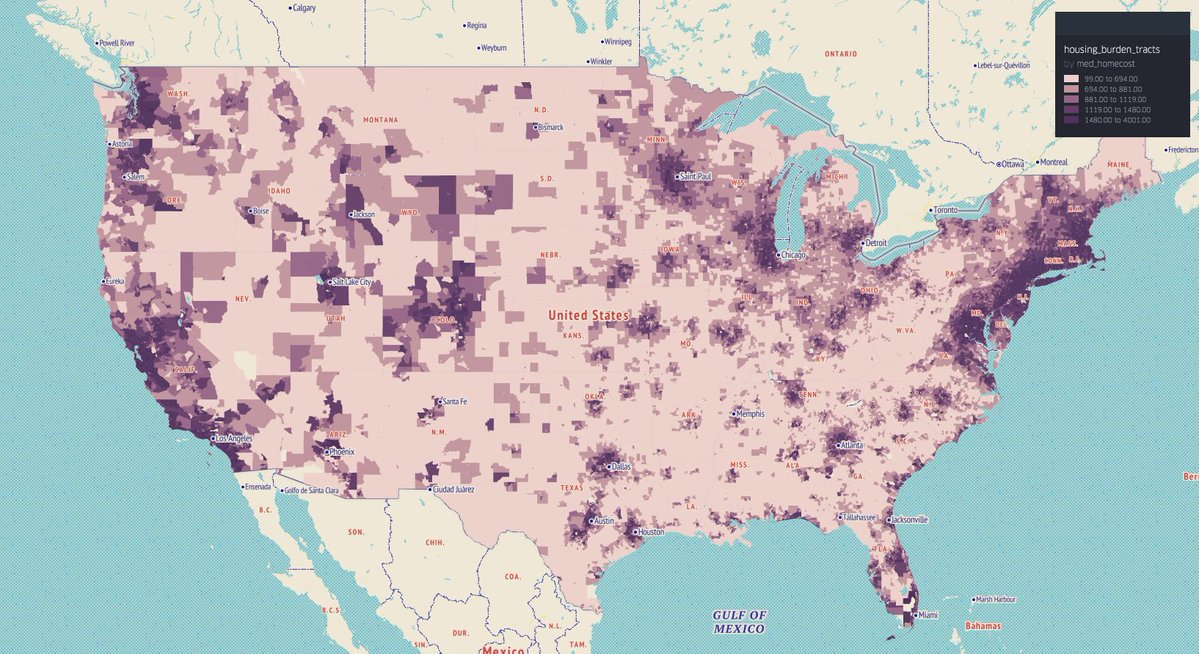 Calgary
Regina
Weyburn
Winnipeg
Winkler
Powell River
ONTARIO
Lebel-sur-Quévillon
housing_burden_tracts
by med_homecost
99.00 to 694.00
694.00 to 881.00
881.00 to 1119.00
1119.00 to 1480.00
1480.00 to 4001.00
WASH.
MONTANA
N.D.
Bismarck
MINN.
Astoria
Salem
ORE.
IDAHO
Boise
Jackson
WYO.
S.D.
Saint Paul
WIS.
MICH.
Ottawa
Montreal
Fredericton
MAINE
VT.
N.H.
Toronto
Detroit
N.Y.
MASS.
CONN.
R.I.
Eureka
NEV.
Salt Lake City
UTAH
COLO.
NEBR.
IOWA
Chicago
ILL.
IND.
OHIO
PA.
N.J.
MD.
DEL.
United States
KANS.
MO.
KY.
W.VA.
VA.
CALIF.
Los Angeles
ARIZ.
Phoenix
Santa Fe
N.M.
OKLA.
ARK.
Memphis
TENN.
N.C.
S.C.
Atlanta
Ensenada
Golfo de Santa Clara
Ciudad Juárez
Dallas
TEXAS
MISS.
ALA.
GA.
LA.
B.C.
SON.
CHIH.
Austin
Houston
Tallahassee
Jacksonville
FLA.
Ber
COA.
B.C.S.
GULF OF
MEXICO
Miami
Marsh Harbour
Bahamas
DUR.
N.L.
SIN.
Mexico
TAM.